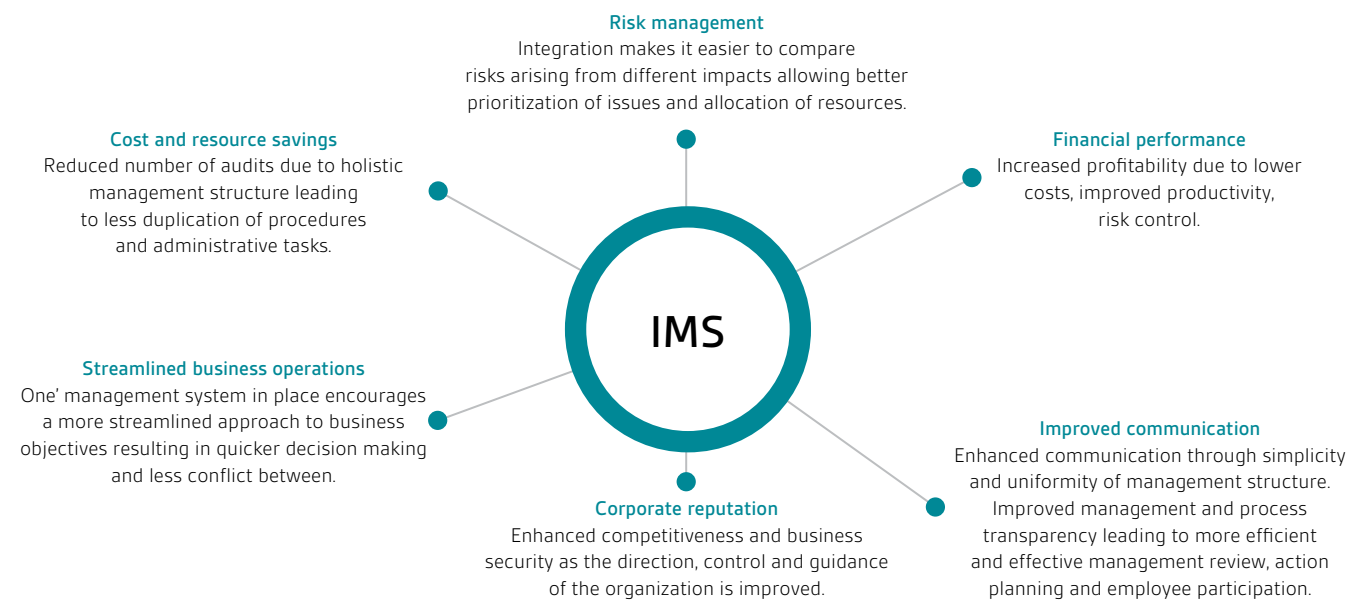 Risk management
Integration makes it easier to compare
risks arising from different impacts allowing better
prioritization of issues and allocation of resources.
Cost and resource savings
Reduced number of audits due to holistic
management structure leading
to less duplication of procedures
and administrative tasks.
Financial performance
Increased profitability due to lower
costs, improved productivity,
risk control.
IMS
Streamlined business operations
One’ management system in place encourages
a more streamlined approach to business
objectives resulting in quicker decision making
and less conflict between.
Improved communication
Enhanced communication through simplicity
and uniformity of management structure.
Improved management and process
transparency leading to more efficient
and effective management review, action
planning and employee participation.
Corporate reputation
Enhanced competitiveness and business
security as the direction, control and guidance
of the organization is improved.